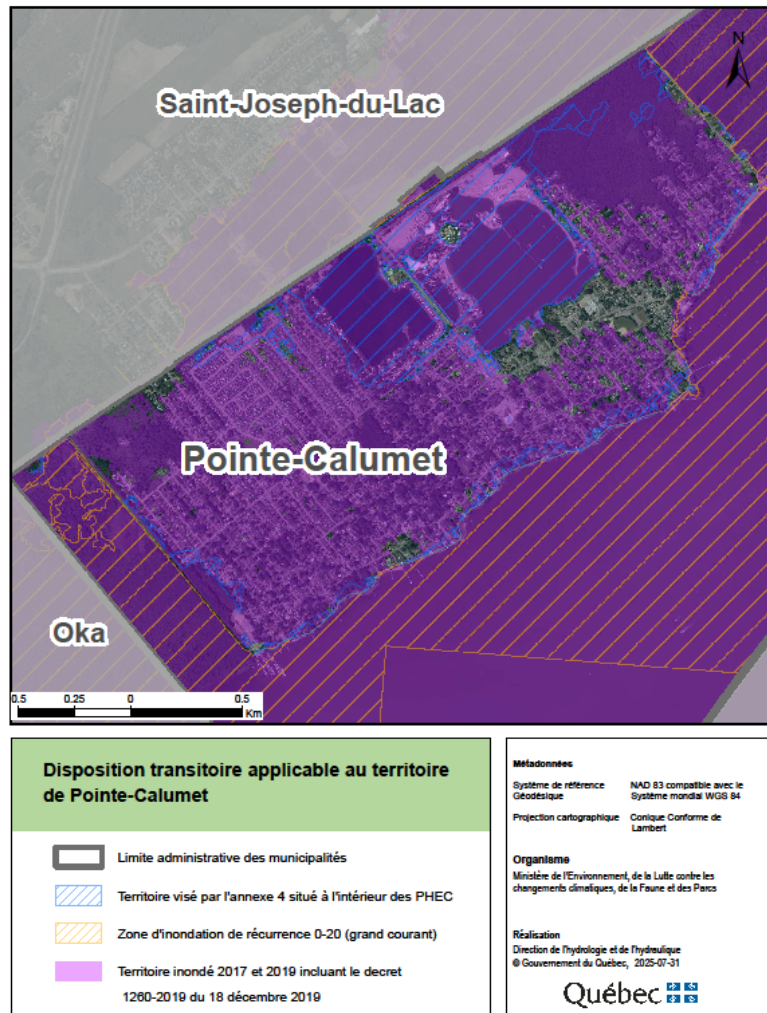 N
Saint-Joseph-du-Lac
Pointe-Calumet
Oka
0.5 0.25 0 0.5
Km
Disposition transitoire applicable au territoire
de Pointe-Calumet
Limite administrative des municipalités
Territoire visé par l'annexe 4 situé à l'intérieur des PHEC
Zone d'inondation de récurrence 0-20 (grand courant)
Territoire inondé 2017 et 2019 incluant le decret
1260-2019 du 18 décembre 2019
Métadonnées
Système de référence NAD 83 compatible avec le
Géodésique Système mondial WGS 84
Projection cartographique Conique Conforme de
Lambert
Organisme
Ministère de l'Environnement, de la Lutte contre les
changements climatiques, de la Faune et des Parcs
Réalisation
Direction de l'hydrologie et de l'hydraulique
© Gouvernement du Québec, 2025-07-31
Québec